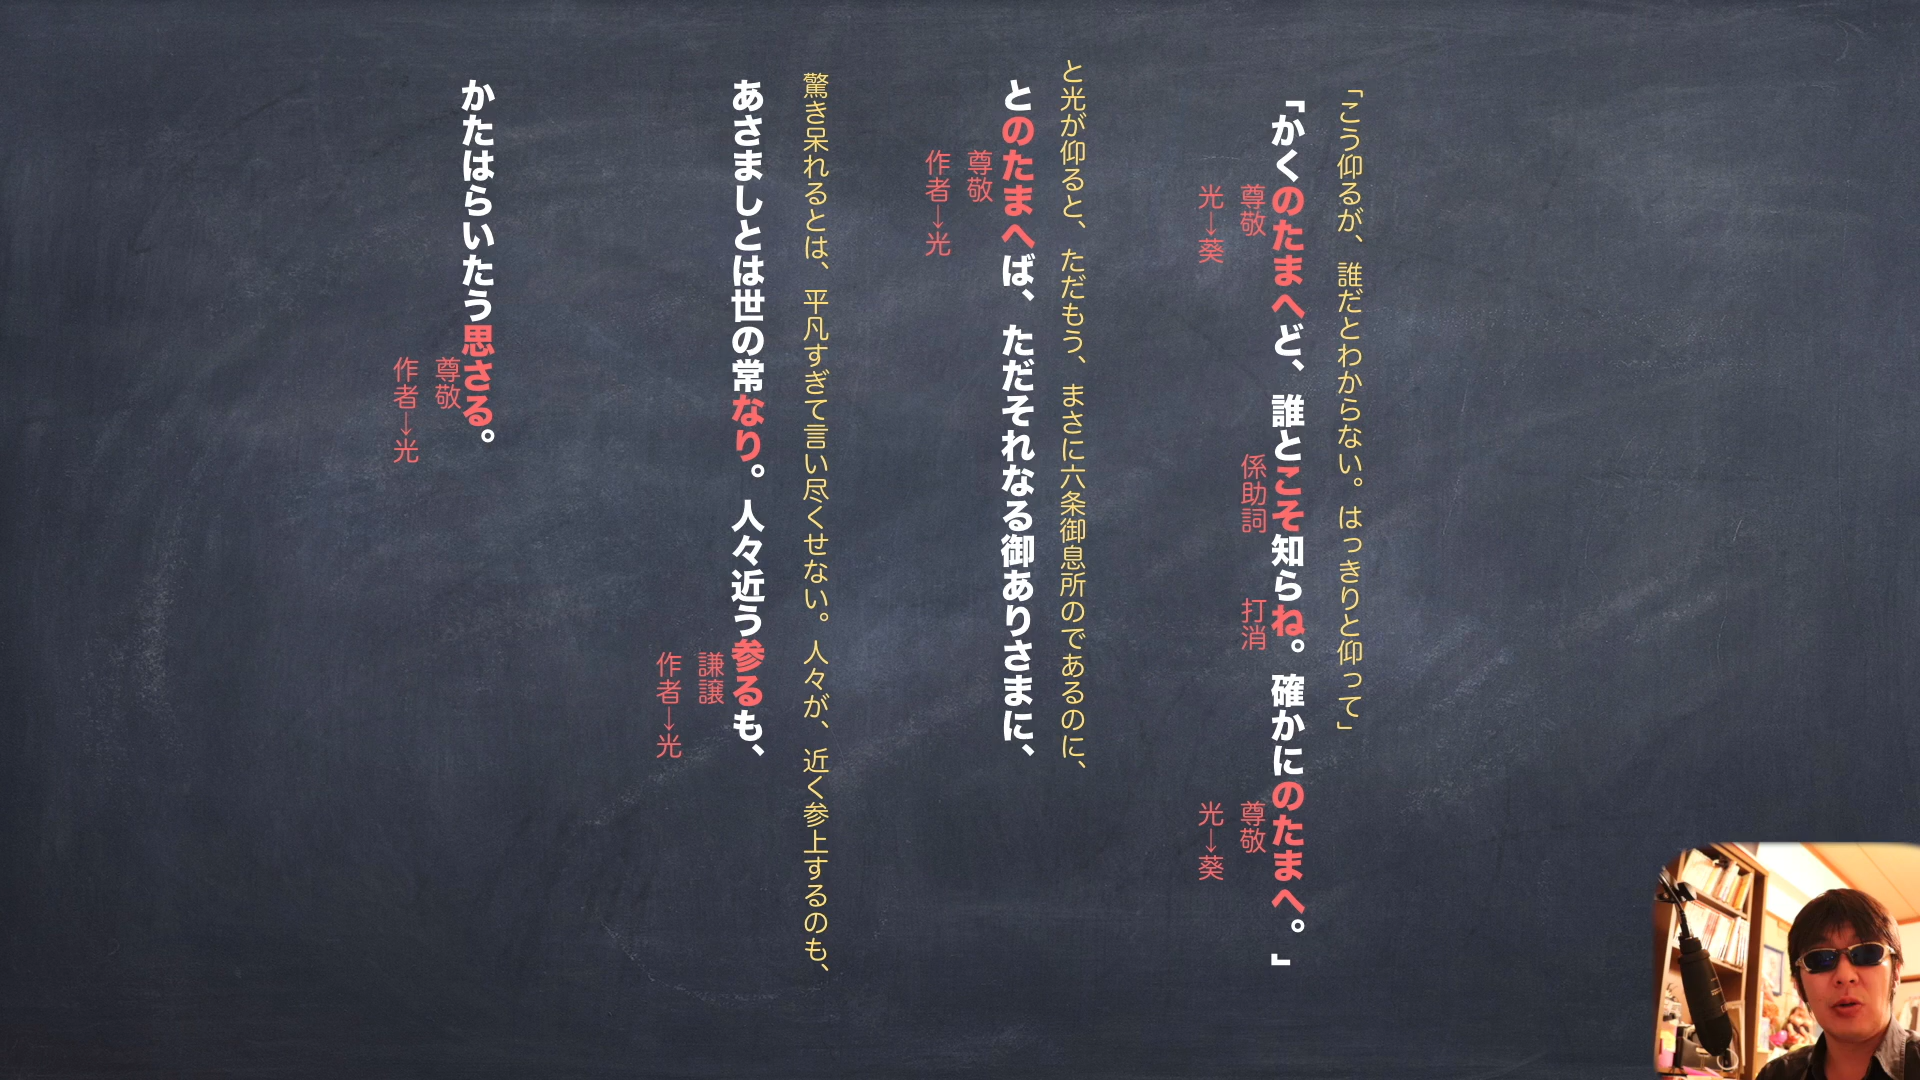 「こう仰るが、誰だとわからない。はっきりと仰って」
「かくのたまへど、誰とこそ知らね。確かにのたまへ。」
尊敬
光→葵
係助詞
打消
尊敬
光→葵
と光が仰ると、ただもう、まさに六条御息所のであるのに、
とのたまへば、ただそれなる御ありさまに、
尊敬
作者→光
驚き呆れるとは、平凡すぎて言い尽くせない。人々が、近く参上するのも、
あさましとは世の常なり。人々近う参るも、
謙譲
作者→光
かたはらいたう思さる。
尊敬
作者→光